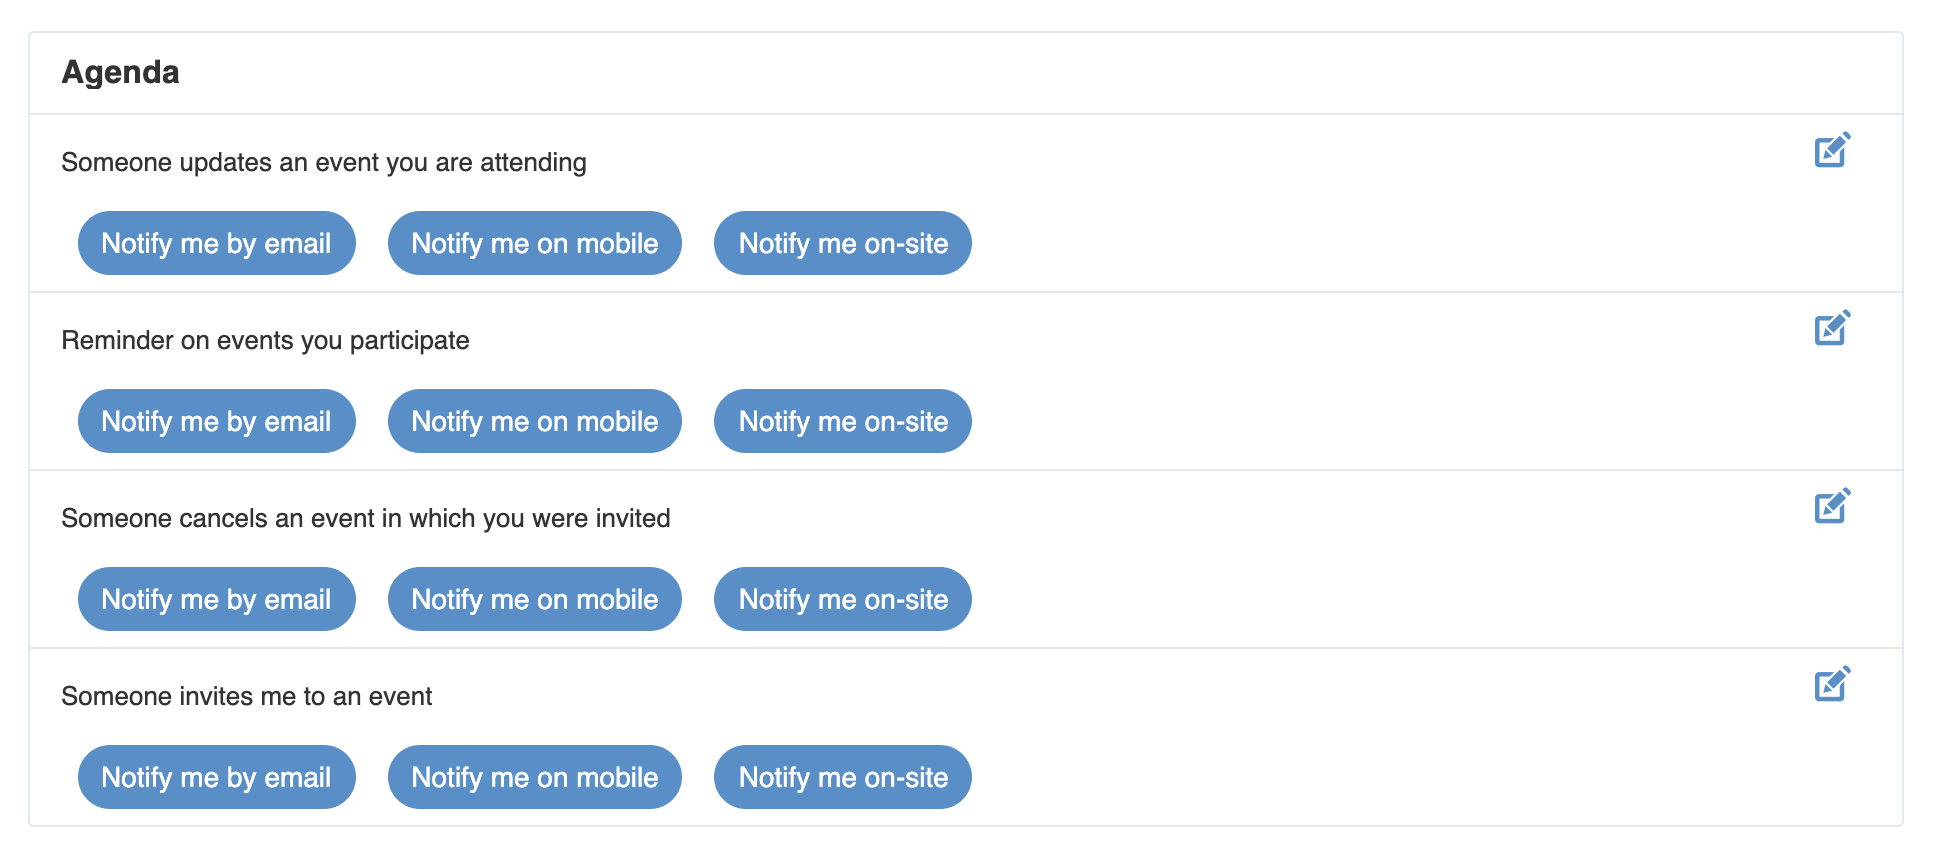 Agenda
Someone updates an event you are attending
Notify me by email Notify me on mobile Notify me on-site
Reminder on events you participate
Notify me by email Notify me on mobile Notify me on-site
Someone cancels an event in which you were invited
Notify me by email Notify me on mobile Notify me on-site
Someone invites me to an event
Notify me by email Notify me on mobile Notify me on-site